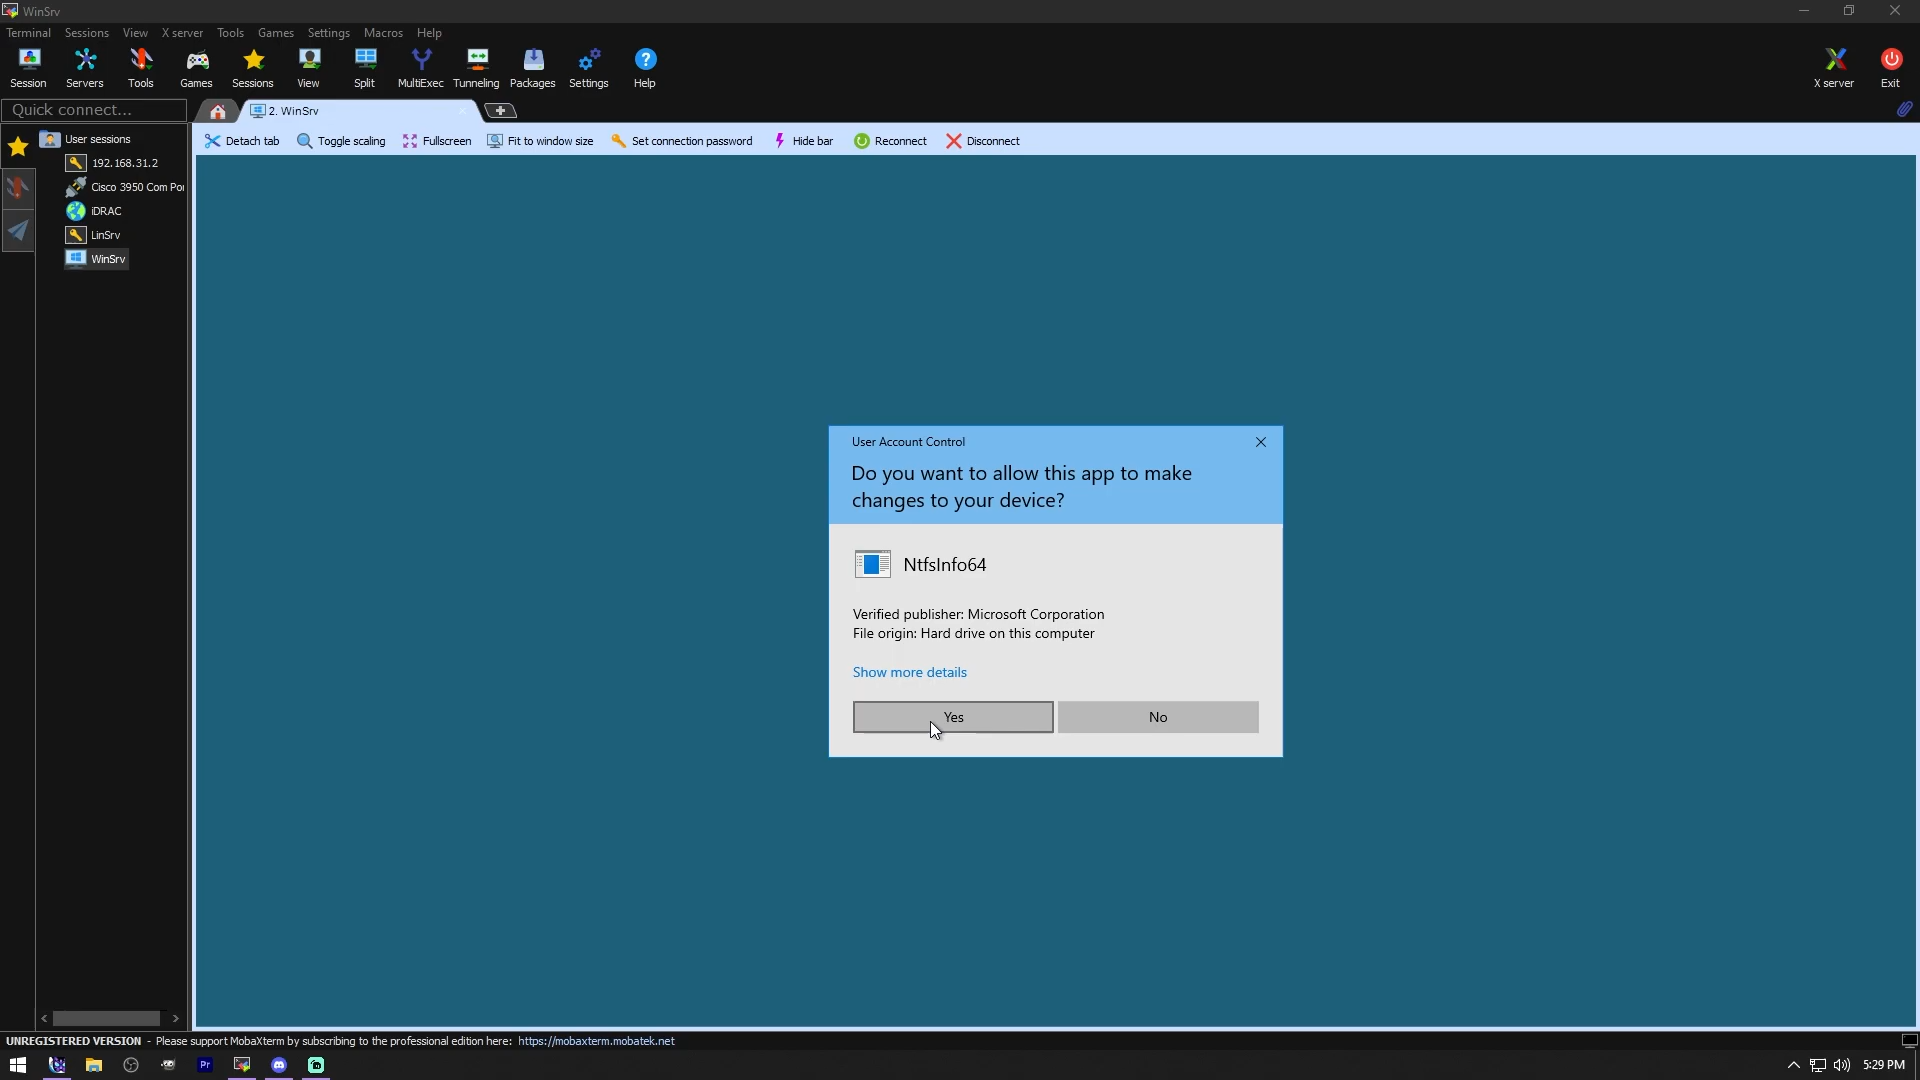 WinSrv
Terminal Sessions View X server Tools Games Settings Macros Help
Session Servers Tools Games Sessions View Split MultiExec Tunneling Packages Settings Help X server Exit
Quick connect...
2. WinSrv
Detach tab Toggle scaling Fullscreen Fit to window size Set connection password Hide bar Reconnect Disconnect
User sessions
192.168.31.2
Cisco 3950 Com Por
iDRAC
LinSrv
WinSrv
User Account Control
Do you want to allow this app to make
changes to your device?
NtfsInfo64
Verified publisher: Microsoft Corporation
File origin: Hard drive on this computer
Show more details
Yes No
UNREGISTERED VERSION - Please support MobaXterm by subscribing to the professional edition here: https://mobaxterm.mobatek.net
Pr
5:29 PM